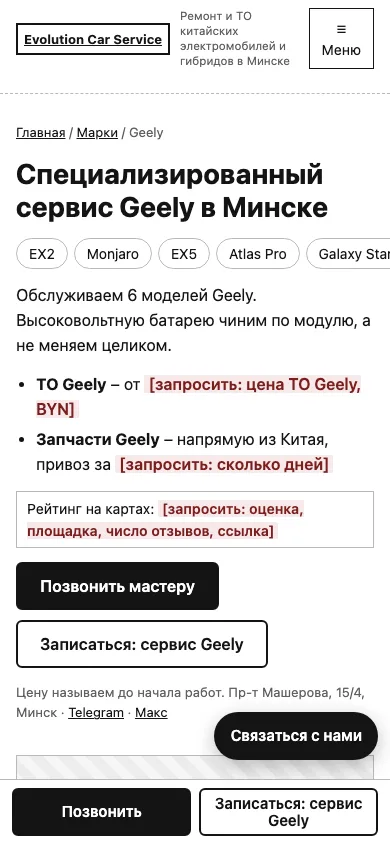 Evolution Car Service
Ремонт и ТО
китайских
электромобилей и
гибридов в Минске
≡
Меню
Главная / Марки / Geely
Специализированный
сервис Geely в Минске
EX2 Monjaro EX5 Atlas Pro Galaxy Star
Обслуживаем 6 моделей Geely.
Высоковольтную батарею чиним по модулю, а
не меняем целиком.
• ТО Geely – от [запросить: цена ТО Geely,
BYN]
• Запчасти Geely – напрямую из Китая,
привоз за [запросить: сколько дней]
Рейтинг на картах: [запросить: оценка,
площадка, число отзывов, ссылка]
Позвонить мастеру
Записаться: сервис Geely
Цену называем до начала работ. Пр-т Машерова, 15/4,
Минск · Telegram · Макс
Связаться с нами
Позвонить
Записаться: сервис
Geely